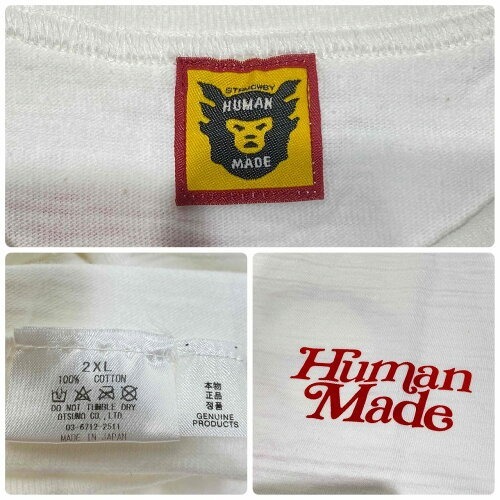 STRMCWBY
HUMAN
MADE
2XL
100% COTTON
DO NOT TUMBLE DRY
OTSUMO CO.,LTD.
03-6712-2511
MADE IN JAPAN
本物
正品
정품
GENUINE
PRODUCTS
Human
Made